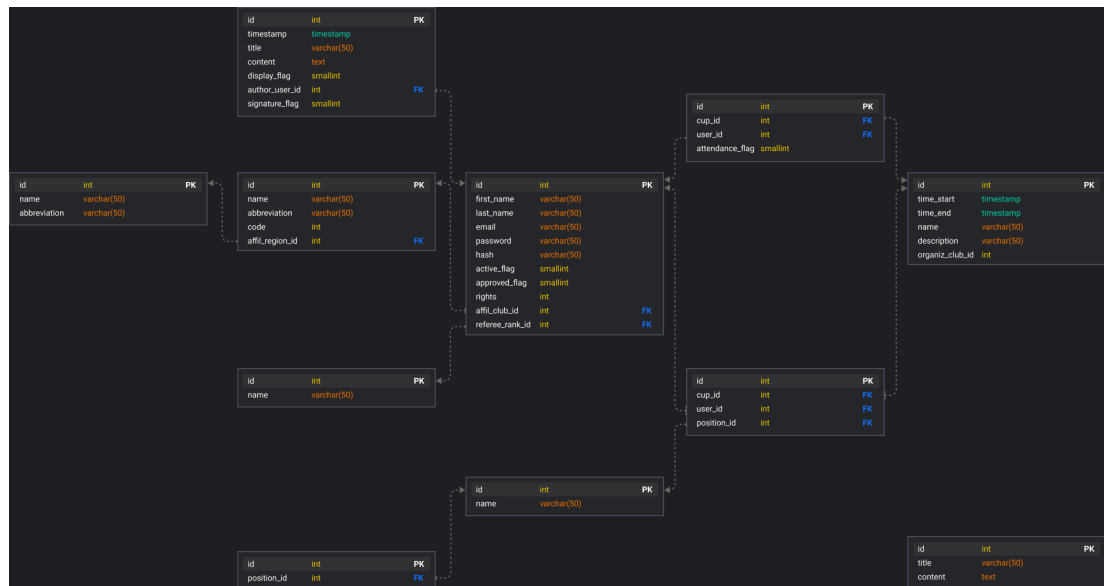 id int PK
timestamp timestamp
title varchar(50)
content text
display_flag smallint
author_user_id int FK
signature_flag smallint
id int PK
cup_id int FK
user_id int FK
attendance_flag smallint
id int PK
name varchar(50)
abbreviation varchar(50)
id int PK
name varchar(50)
abbreviation varchar(50)
code int
affil_region_id int FK
id int PK
first_name varchar(50)
last_name varchar(50)
email varchar(50)
password varchar(50)
hash varchar(50)
active_flag smallint
approved_flag smallint
rights int
affil_club_id int FK
referee_rank_id int FK
id int PK
time_start timestamp
time_end timestamp
name varchar(50)
description varchar(50)
organiz_club_id int
id int PK
name varchar(50)
id int PK
cup_id int FK
user_id int FK
position_id int FK
id int PK
name varchar(50)
id int PK
position_id int FK
id int PK
title varchar(50)
content text